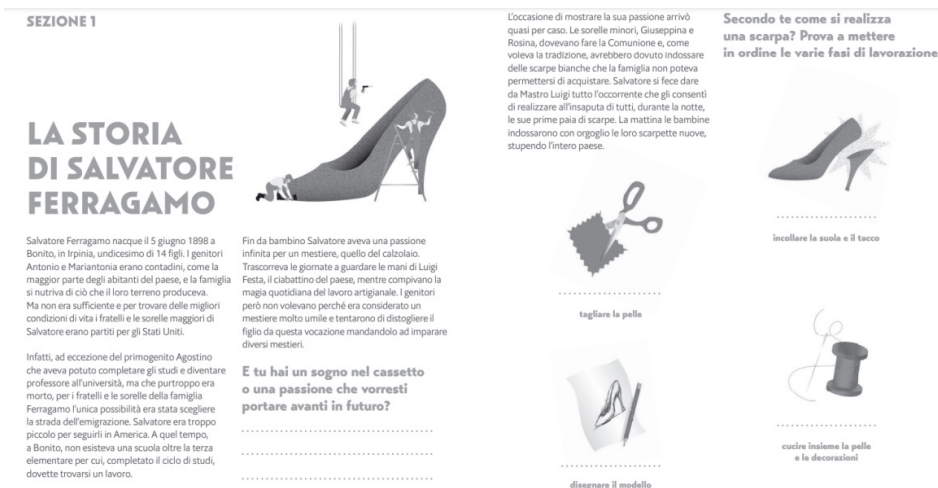 SEZIONE 1
LA STORIA
DI SALVATORE
FERRAGAMO
Salvatore Ferragamo nacque il 5 giugno 1898 a
Bonito, in Irpinia, undicesimo di 14 figli. I genitori
Antonio e Mariantonia erano contadini, come la
maggior parte degli abitanti del paese, e la famiglia
si nutriva di ciò che il loro terreno produceva.
Ma non era sufficiente e per trovare delle migliori
condizioni di vita i fratelli e le sorelle maggiori di
Salvatore erano partiti per gli Stati Uniti.
Infatti, ad eccezione del primogenito Agostino
che aveva potuto completare gli studi e diventare
professore all'università, ma che purtroppo era
morto, per i fratelli e le sorelle della famiglia
Ferragamo l'unica possibilità era stata scegliere
la strada dell'emigrazione. Salvatore era troppo
piccolo per seguirli in America. A quel tempo,
a Bonito, non esisteva una scuola oltre la terza
elementare per cui, completato il ciclo di studi,
dovette trovarsi un lavoro.
Fin da bambino Salvatore aveva una passione
infinita per un mestiere, quello del calzolaio.
Trascorreva le giornate a guardare le mani di Luigi
Festa, il ciabattino del paese, mentre compivano la
magia quotidiana del lavoro artigianale. I genitori
però non volevano perché era considerato un
mestiere molto umile e tentarono di distogliere il
figlio da questa vocazione mandandolo ad imparare
diversi mestieri.
E tu hai un sogno nel cassetto
o una passione che vorresti
portare avanti in futuro?
L'occasione di mostrare la sua passione arrivò
quasi per caso. Le sorelle minori, Giuseppina e
Rosina, dovevano fare la Comunione e, come
voleva la tradizione, avrebbero dovuto indossare
delle scarpe bianche che la famiglia non poteva
permettersi di acquistare. Salvatore si fece dare
da Mastro Luigi tutto l'occorrente che gli consentì
di realizzare all'insaputa di tutti, durante la notte,
le sue prime paia di scarpe. La mattina le bambine
indossarono con orgoglio le loro scarpette nuove,
stupendo l'intero paese.
tagliare la pelle
disegnare il modello
Secondo te come si realizza
una scarpa? Prova a mettere
in ordine le varie fasi di lavorazione
incollare la suola e il tacco
cucire insieme la pelle
e le decorazioni